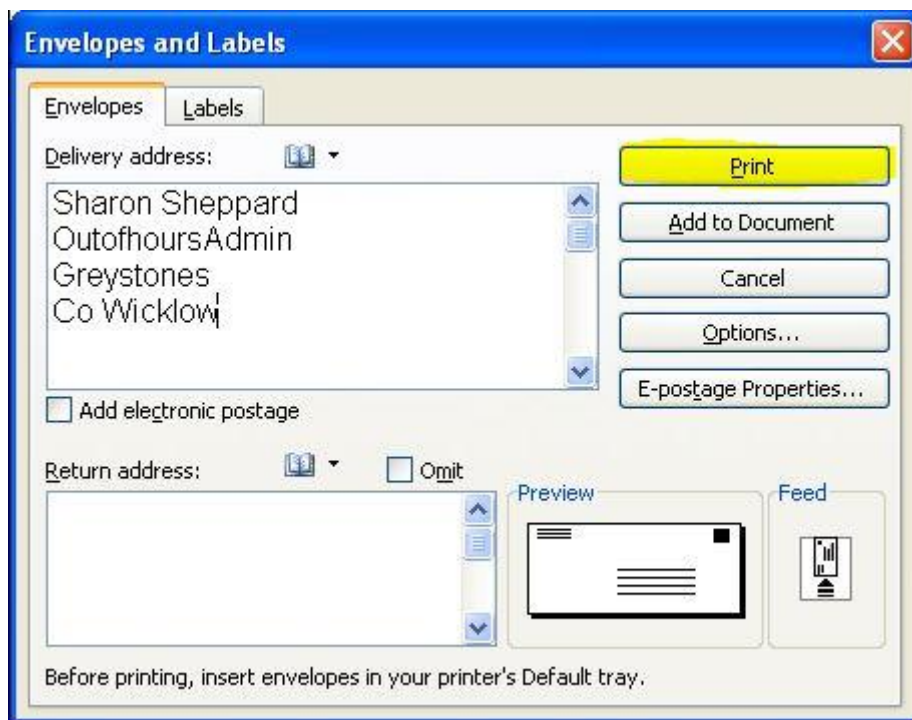 Envelopes and Labels
Envelopes
Labels
Delivery address:
Sharon Sheppard
OutofhoursAdmin
Greystones
Co Wicklow
Print
Add to Document
Cancel
Options...
E-postage Properties...
Add electronic postage
Return address:
Omit
Preview
Feed
Before printing, insert envelopes in your printer's Default tray.